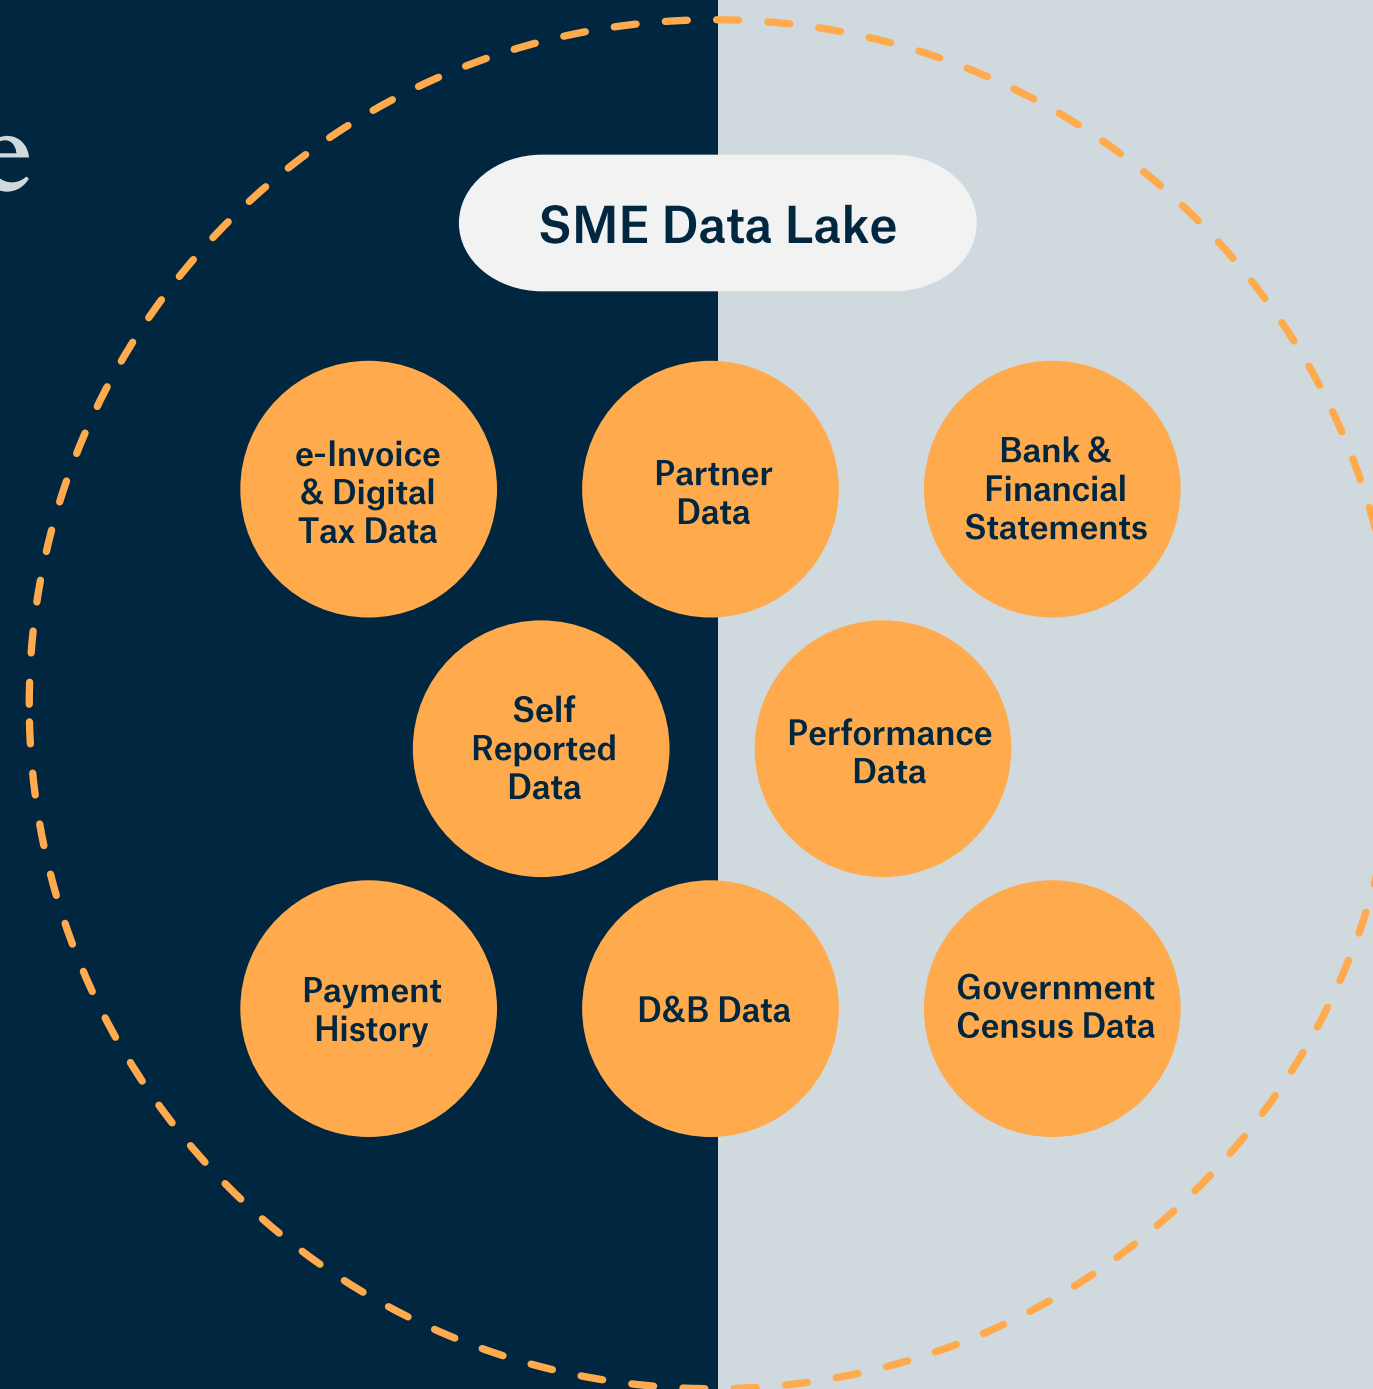 e
SME Data Lake
e-Invoice
& Digital
Tax Data
Partner
Data
Bank &
Financial
Statements
Self
Reported
Data
Performance
Data
Payment
History
D&B Data
Government
Census Data